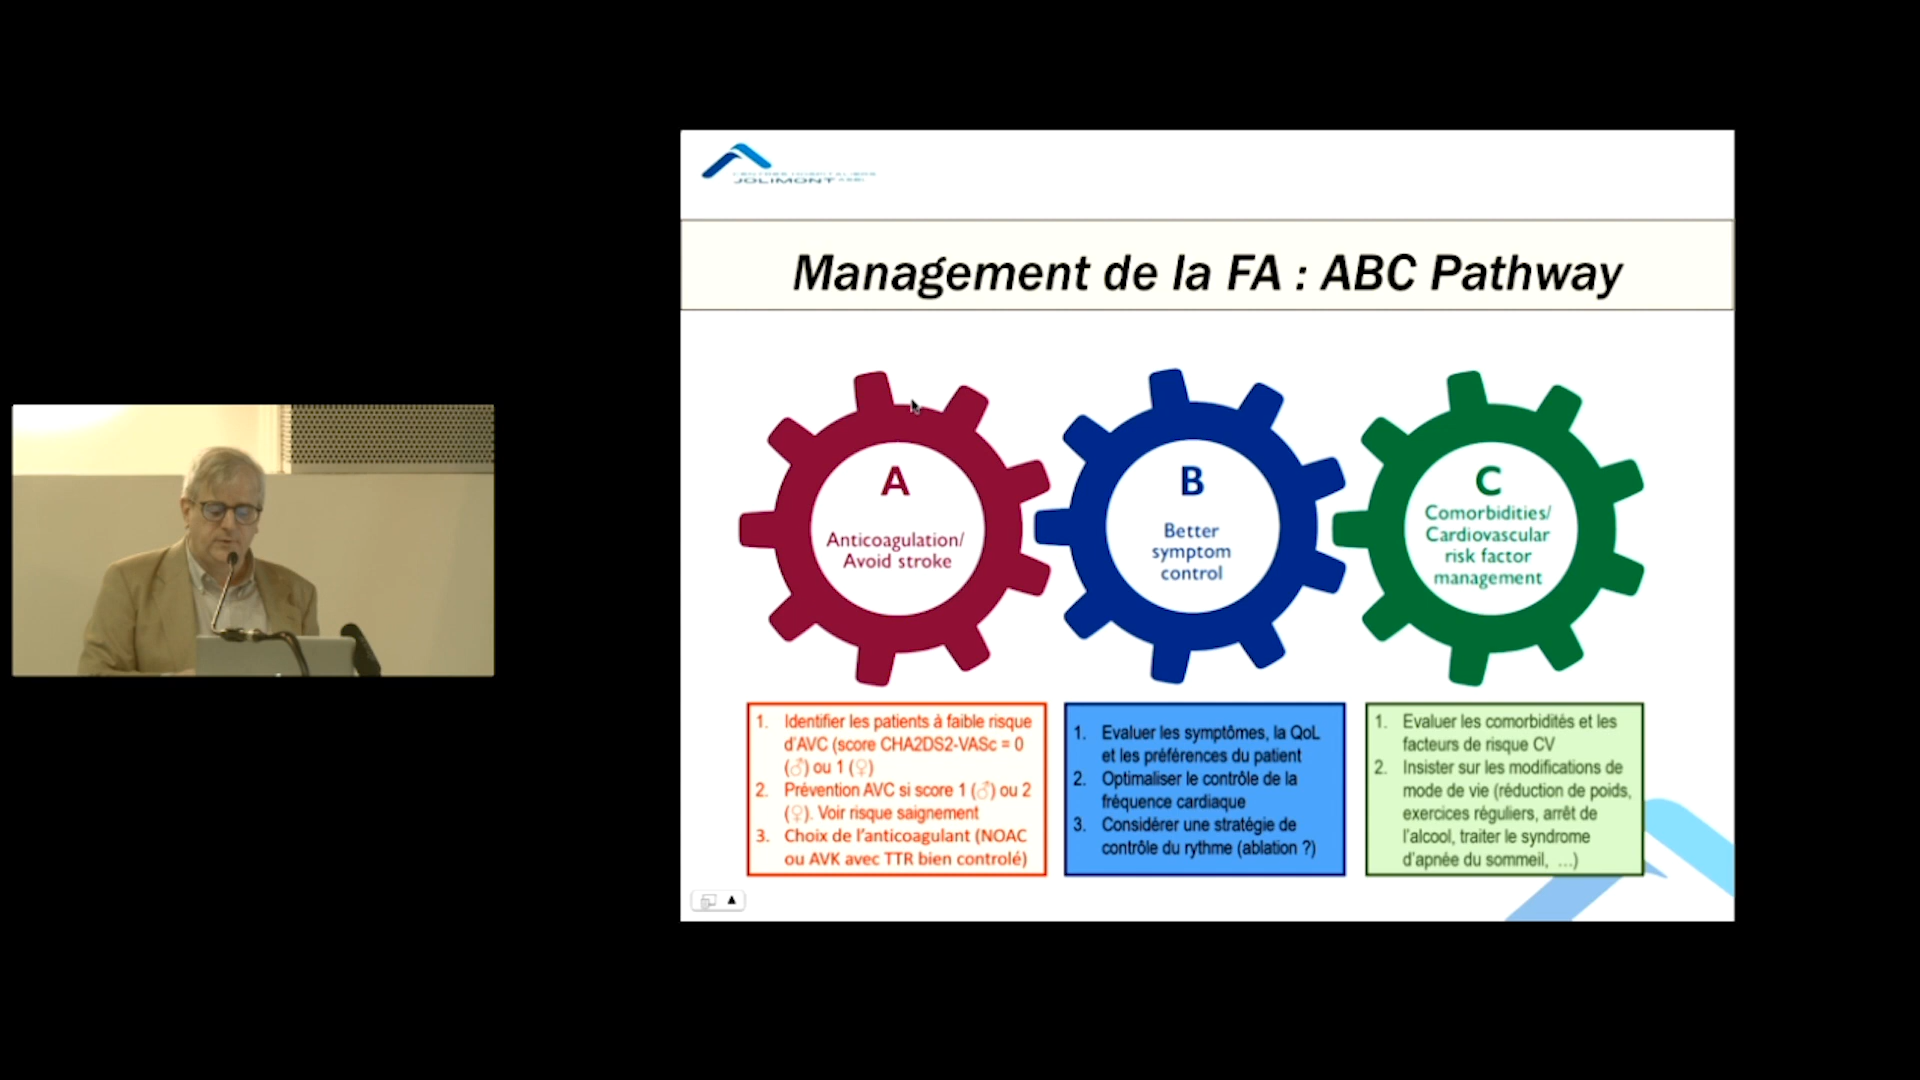 CENTRES HOSPITALIERS
JOLIMONT ASBL
Management de la FA : ABC Pathway
A
Anticoagulation/
Avoid stroke
B
Better
symptom
control
C
Comorbidities/
Cardiovascular
risk factor
management
1. Identifier les patients à faible risque
d'AVC (score CHA2DS2-VASc = 0
(♂) ou 1 (♀)
2. Prévention AVC si score 1 (♂) ou 2
(♀). Voir risque saignement
3. Choix de l'anticoagulant (NOAC
ou AVK avec TTR bien controlé)
1. Evaluer les symptômes, la QoL
et les préférences du patient
2. Optimaliser le contrôle de la
fréquence cardiaque
3. Considérer une stratégie de
contrôle du rythme (ablation ?)
1. Evaluer les comorbidités et les
facteurs de risque CV
2. Insister sur les modifications de
mode de vie (réduction de poids,
exercices réguliers, arrêt de
l'alcool, traiter le syndrome
d'apnée du sommeil, ...)